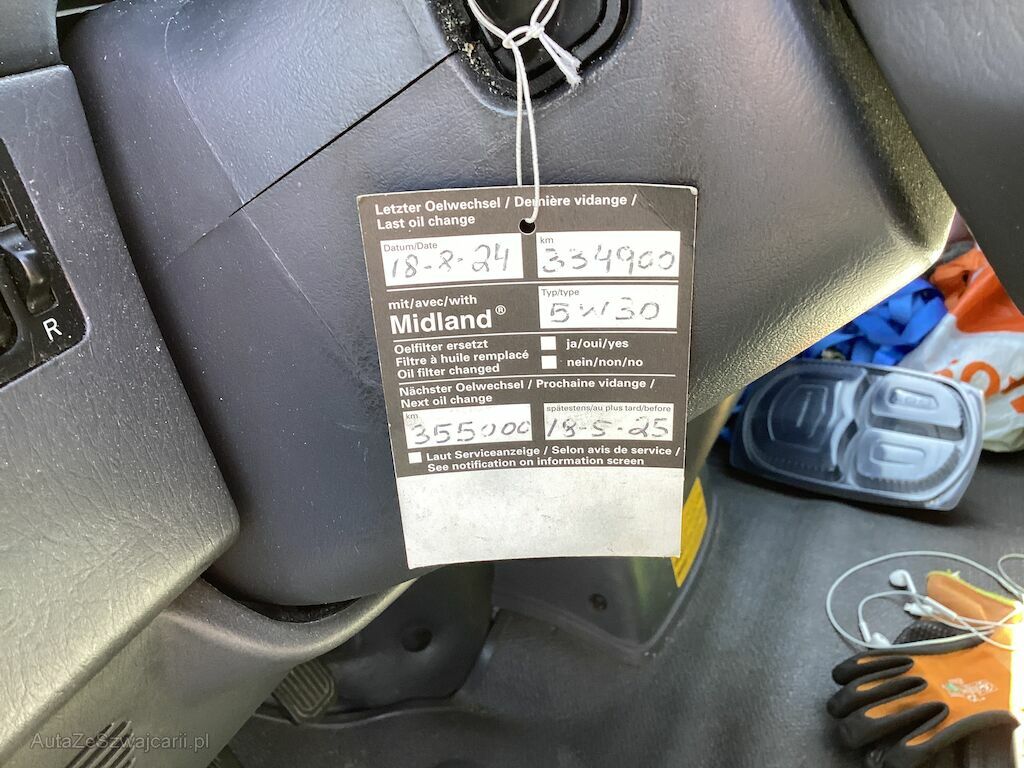 Letzter Oelwechsel / Dernière vidange /
Last oil change
Datum/Date
18-8-24
km
334900
mit/avec/with
Midland®
Typ/type
5W30
Oelfilter ersetzt
Filtre à huile remplacé
Oil filter changed
ja/oui/yes
nein/non/no
Nächster Oelwechsel / Prochaine vidange /
Next oil change
km
355000
spätestens/au plus tard/before
18-5-25
Laut Serviceanzeige / Selon avis de service /
See notification on information screen
R
AutaZeSzwajcarii.pl